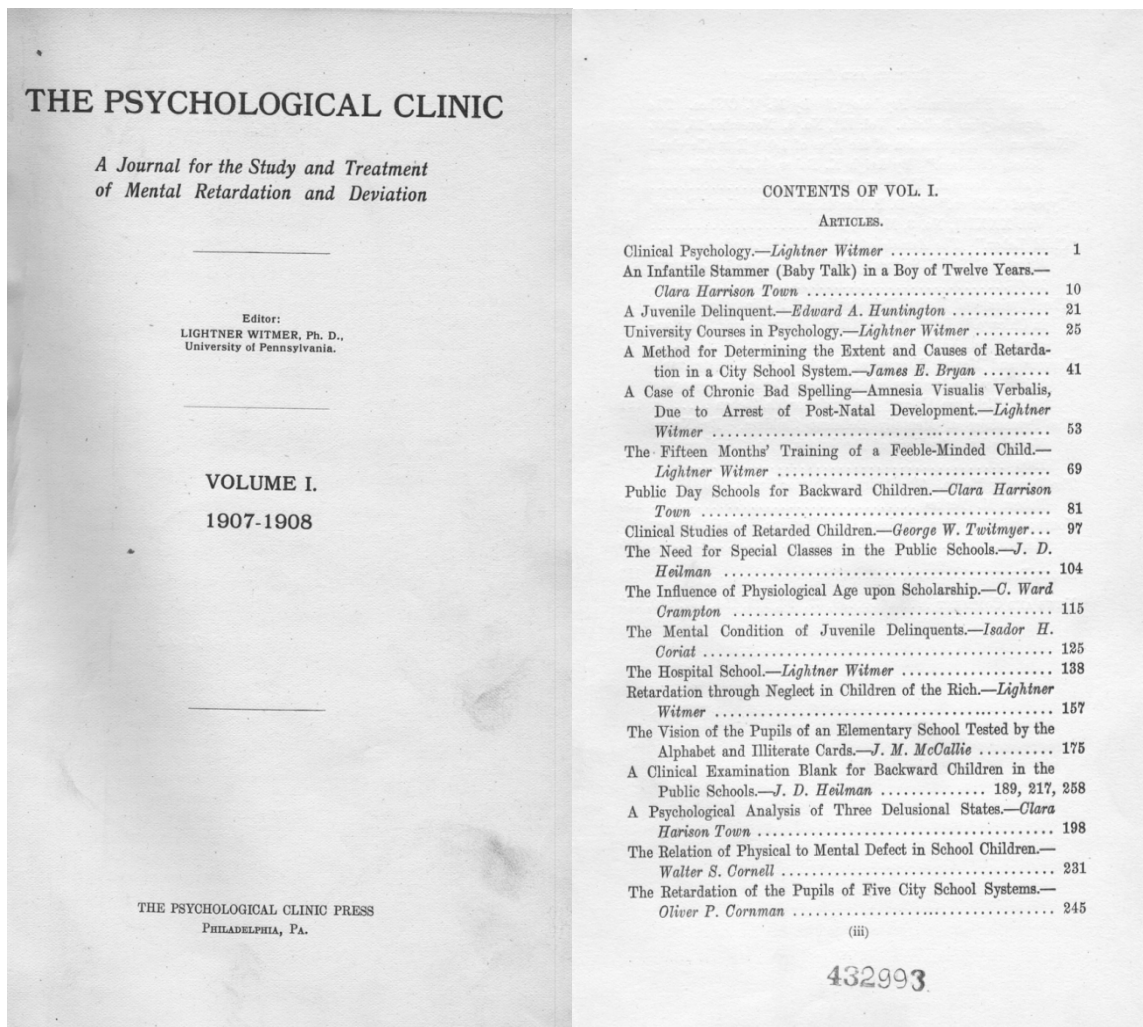 THE PSYCHOLOGICAL CLINIC
A Journal for the Study and Treatment
of Mental Retardation and Deviation
Editor:
LIGHTNER WITMER, Ph. D.,
University of Pennsylvania.
VOLUME I.
1907-1908
THE PSYCHOLOGICAL CLINIC PRESS
PHILADELPHIA, PA.
CONTENTS OF VOL. I.
ARTICLES.
Clinical Psychology.—Lightner Witmer ..................... 1
An Infantile Stammer (Baby Talk) in a Boy of Twelve Years.—
Clara Harrison Town ................................ 10
A Juvenile Delinquent.—Edward A. Huntington ............. 21
University Courses in Psychology.—Lightner Witmer .......... 25
A Method for Determining the Extent and Causes of Retarda-
tion in a City School System.—James E. Bryan ......... 41
A Case of Chronic Bad Spelling—Amnesia Visualis Verbalis,
Due to Arrest of Post-Natal Development.—Lightner
Witmer ............................................. 53
The Fifteen Months' Training of a Feeble-Minded Child.—
Lightner Witmer .................................... 69
Public Day Schools for Backward Children.—Clara Harrison
Town .............................................. 81
Clinical Studies of Retarded Children.—George W. Twitmyer... 97
The Need for Special Classes in the Public Schools.—J. D.
Heilman ........................................... 104
The Influence of Physiological Age upon Scholarship.—C. Ward
Crampton .......................................... 115
The Mental Condition of Juvenile Delinquents.—Isador H.
Coriat .............................................. 125
The Hospital School.—Lightner Witmer .................... 138
Retardation through Neglect in Children of the Rich.—Lightner
Witmer ............................................. 157
The Vision of the Pupils of an Elementary School Tested by the
Alphabet and Illiterate Cards.—J. M. McCallie .......... 175
A Clinical Examination Blank for Backward Children in the
Public Schools.—J. D. Heilman .............. 189, 217, 258
A Psychological Analysis of Three Delusional States.—Clara
Harison Town ....................................... 198
The Relation of Physical to Mental Defect in School Children.—
Walter S. Cornell .................................... 231
The Retardation of the Pupils of Five City School Systems.—
Oliver P. Cornman ................................... 245
(iii)
432993